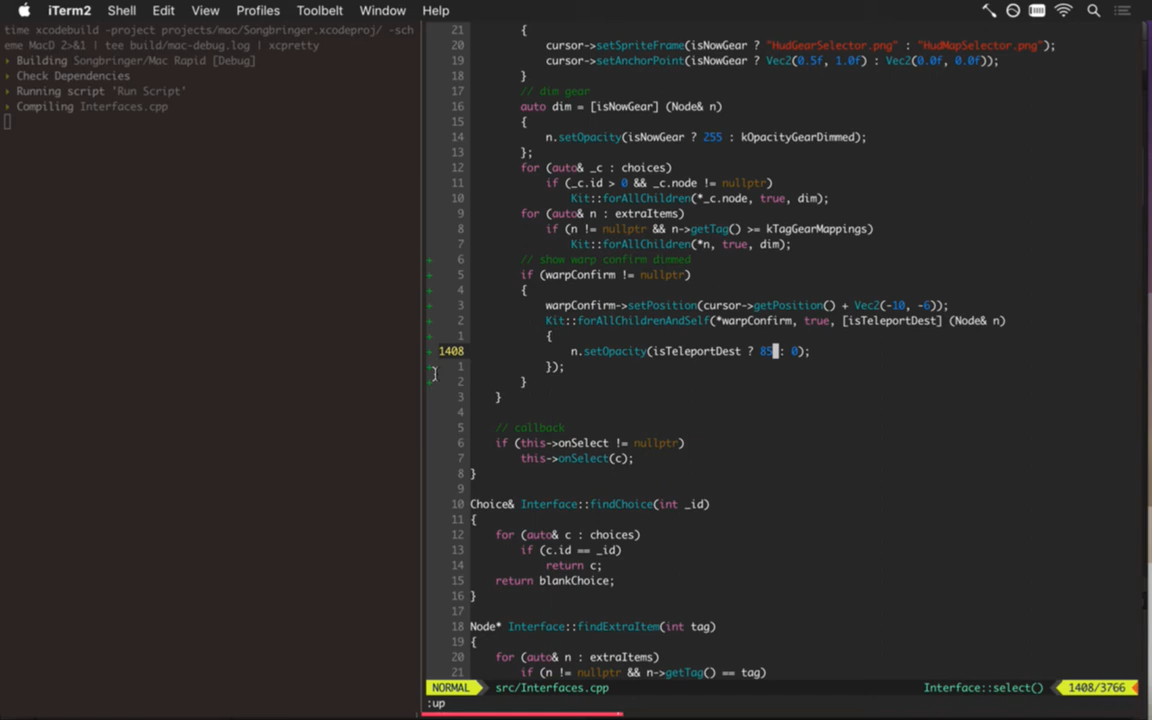 iTerm2 Shell Edit View Profiles Toolbelt Window Help
time xcodebuild -project projects/mac/Songbringer.xcodeproj/ -sch
eme MacD 2>&1 | tee build/mac-debug.log | xcpretty
▸ Building Songbringer/Mac Rapid [Debug]
▸ Check Dependencies
▸ Running script 'Run Script'
▸ Compiling Interfaces.cpp
21 {
20 cursor->setSpriteFrame(isNowGear ? "HudGearSelector.png" : "HudMapSelector.png");
19 cursor->setAnchorPoint(isNowGear ? Vec2(0.5f, 1.0f) : Vec2(0.0f, 0.0f));
18 }
17 // dim gear
16 auto dim = [isNowGear] (Node& n)
15 {
14 n.setOpacity(isNowGear ? 255 : kOpacityGearDimmed);
13 };
12 for (auto& _c : choices)
11 if (_c.id > 0 && _c.node != nullptr)
10 Kit::forAllChildren(*_c.node, true, dim);
9 for (auto& n : extraItems)
8 if (n != nullptr && n->getTag() >= kTagGearMappings)
7 Kit::forAllChildren(*n, true, dim);
+ 6 // show warp confirm dimmed
+ 5 if (warpConfirm != nullptr)
+ 4 {
+ 3 warpConfirm->setPosition(cursor->getPosition() + Vec2(-10, -6));
+ 2 Kit::forAllChildrenAndSelf(*warpConfirm, true, [isTeleportDest] (Node& n)
+ 1 {
+ 1408 n.setOpacity(isTeleportDest ? 85 : 0);
+ 1 });
+ 2 }
3 }
4
5 // callback
6 if (this->onSelect != nullptr)
7 this->onSelect(c);
8 }
9
10 Choice& Interface::findChoice(int _id)
11 {
12 for (auto& c : choices)
13 if (c.id == _id)
14 return c;
15 return blankChoice;
16 }
17
18 Node* Interface::findExtraItem(int tag)
19 {
20 for (auto& n : extraItems)
21 if (n != nullptr && n->getTag() == tag)
NORMAL src/Interfaces.cpp Interface::select() 1408/3766
:up